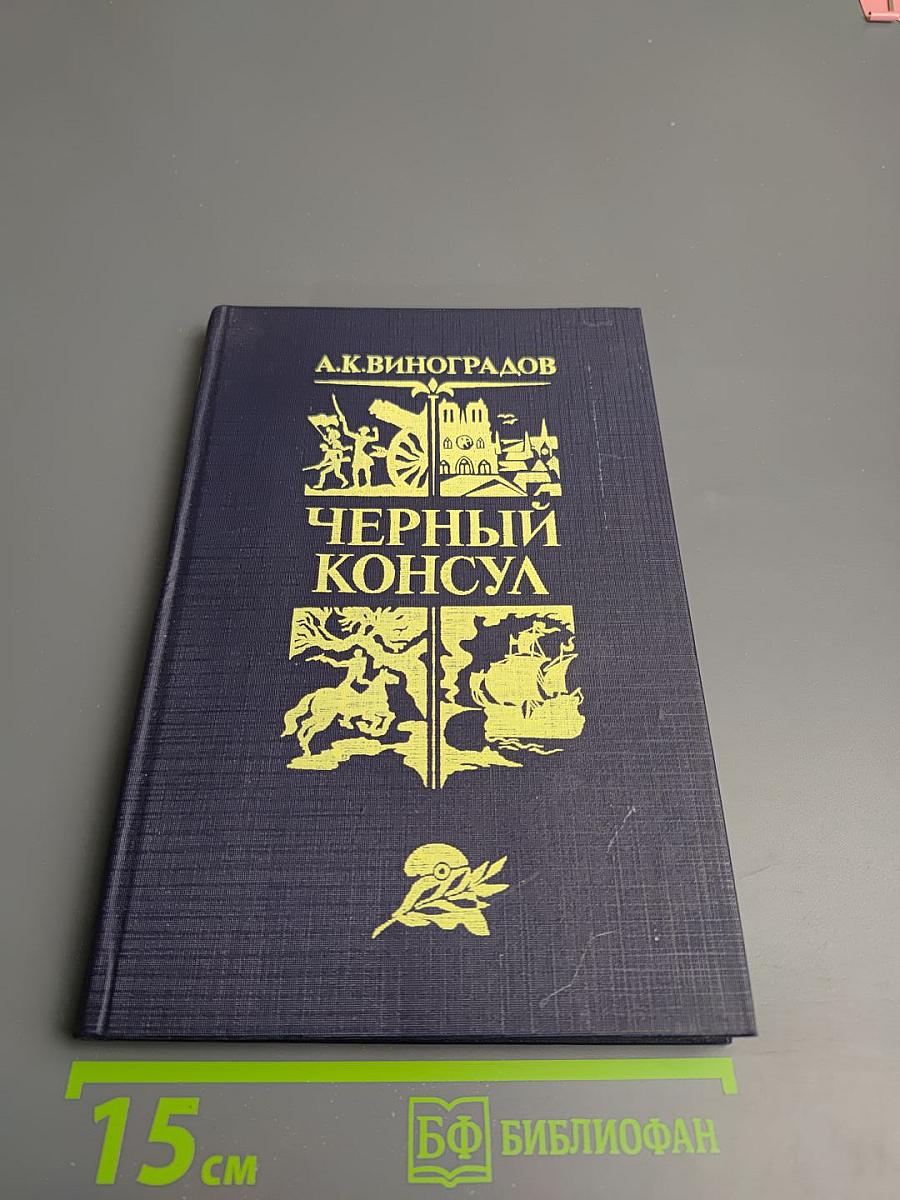 А.К.ВИНОГРАДОВ
ЧЕРНЫЙ
КОНСУЛ
15 см
БФ БИБЛИОФАН